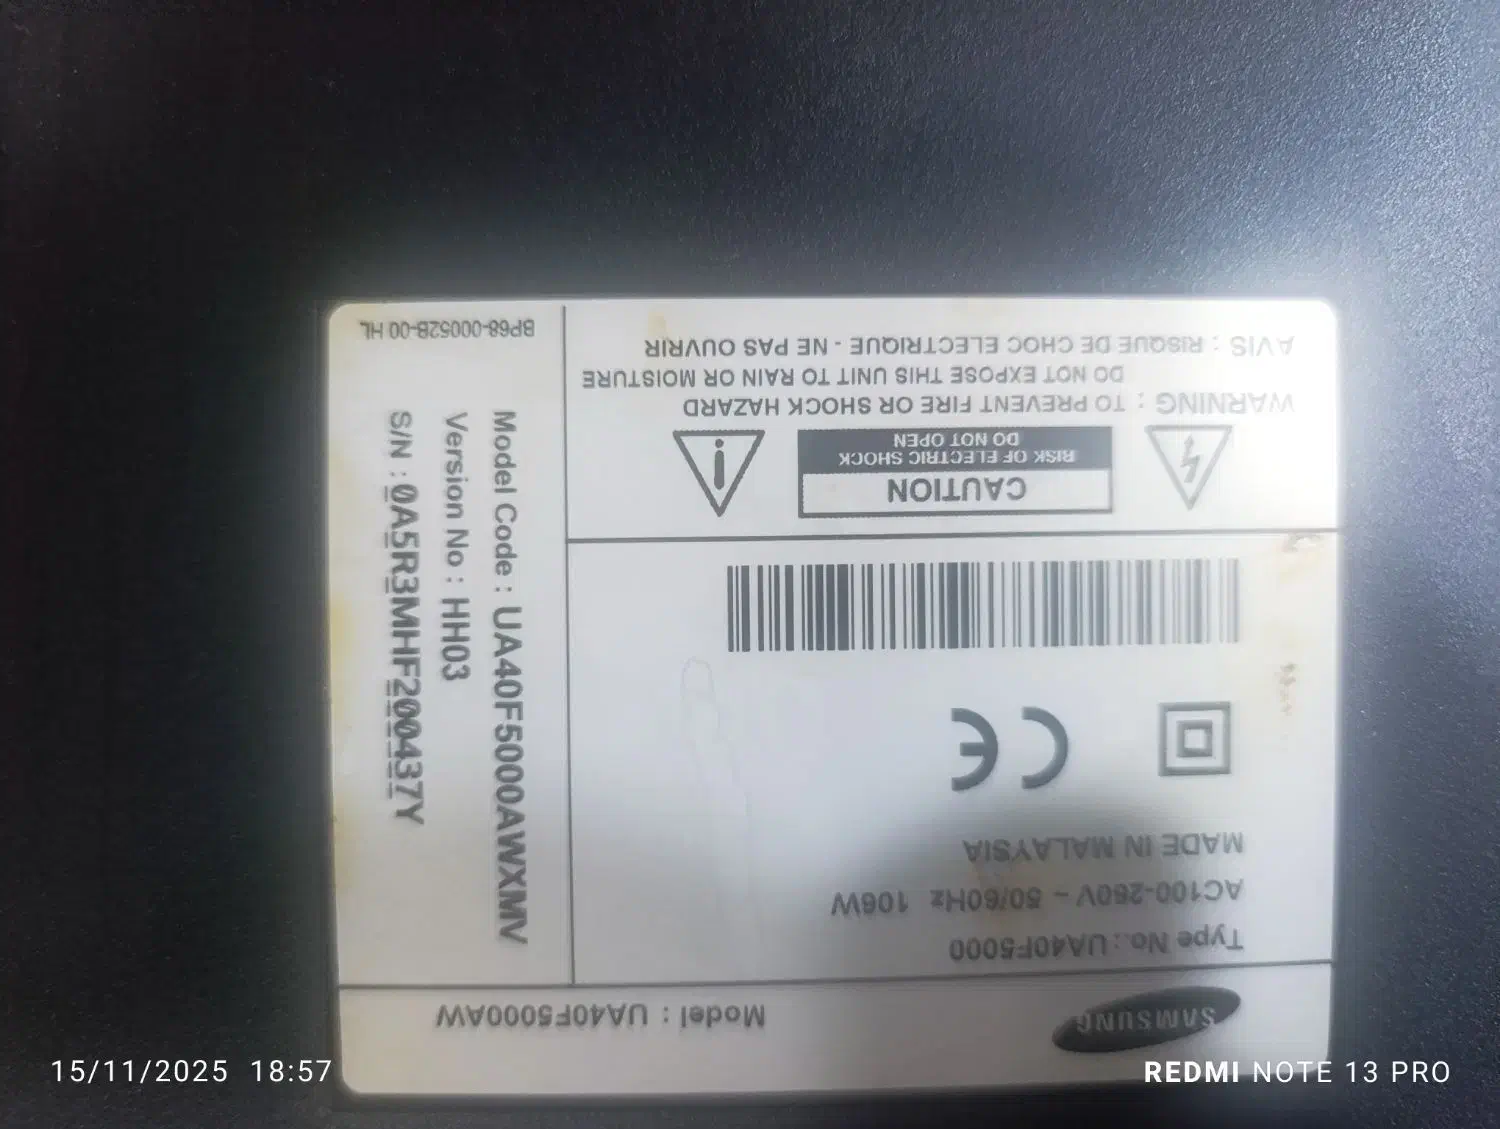 SAMSUNG
Model : UA40F5000AW
Type No.: UA40F5000
AC100-280V ~ 50/60Hz 106W
MADE IN MALAYSIA
CE
CAUTION
RISK OF ELECTRIC SHOCK
DO NOT OPEN
WARNING : TO PREVENT FIRE OR SHOCK HAZARD
DO NOT EXPOSE THIS UNIT TO RAIN OR MOISTURE
AVIS : RISQUE DE CHOC ELECTRIQUE - NE PAS OUVRIR
Model Code : UA40F5000AWXMV
Version No : HH03
S/N : 0A5R3MHF200437Y
BP68-00052B-00 HL
15/11/2025 18:57
REDMI NOTE 13 PRO